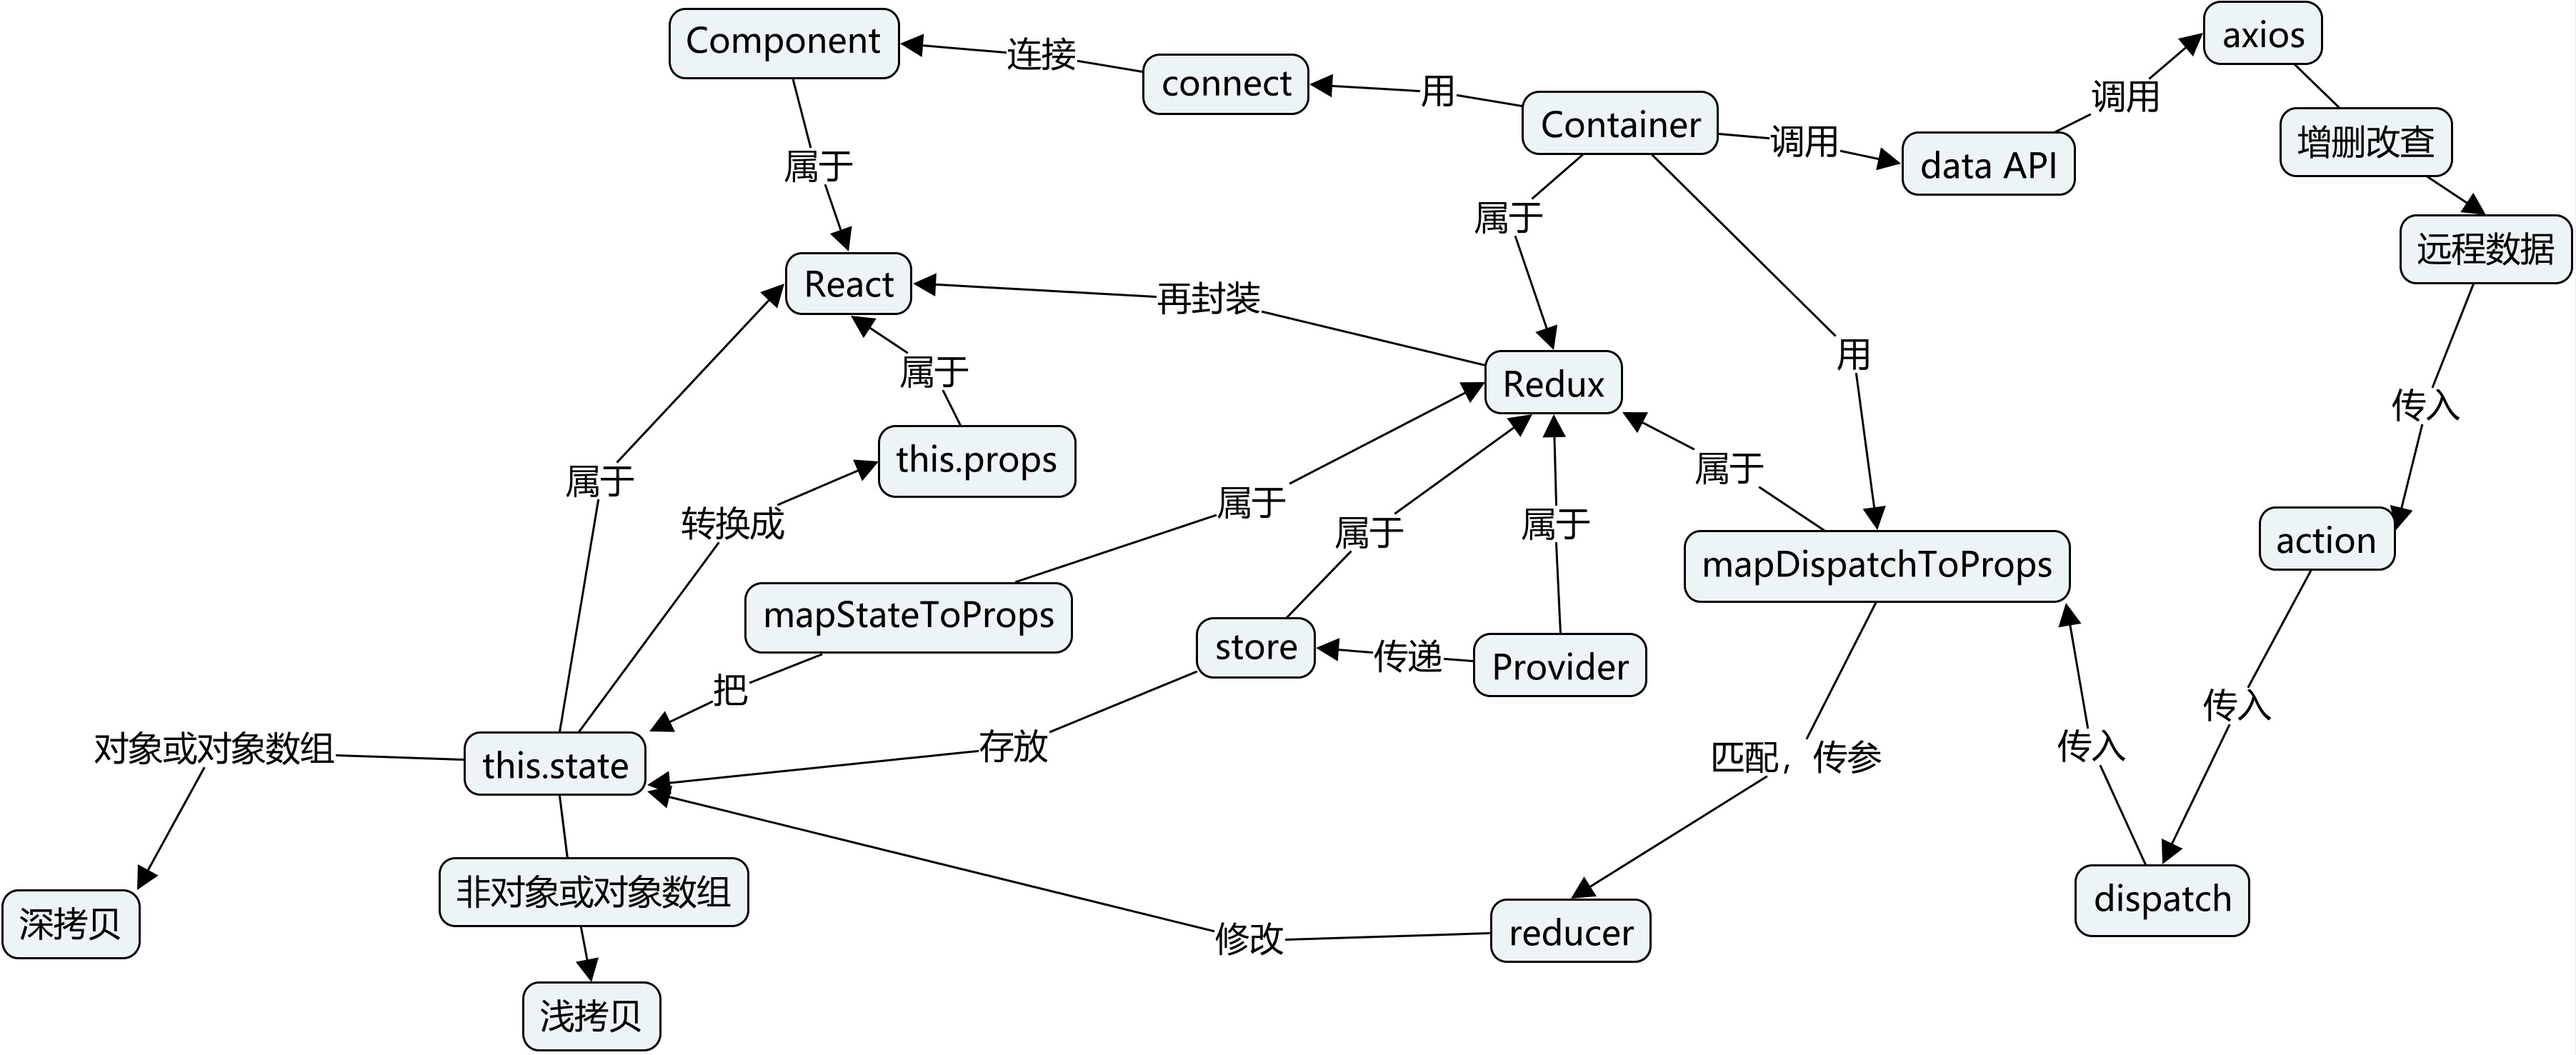 Component
连接
connect
用
Container
调用
data API
调用
axios
增删改查
远程数据
属于
属于
React
再封装
用
属于
Redux
传入
属于
this.props
属于
属于
属于
属于
转换成
action
mapDispatchToProps
mapStateToProps
store
传递
Provider
把
传入
对象或对象数组
this.state
存放
匹配，传参
传入
非对象或对象数组
深拷贝
修改
reducer
dispatch
浅拷贝